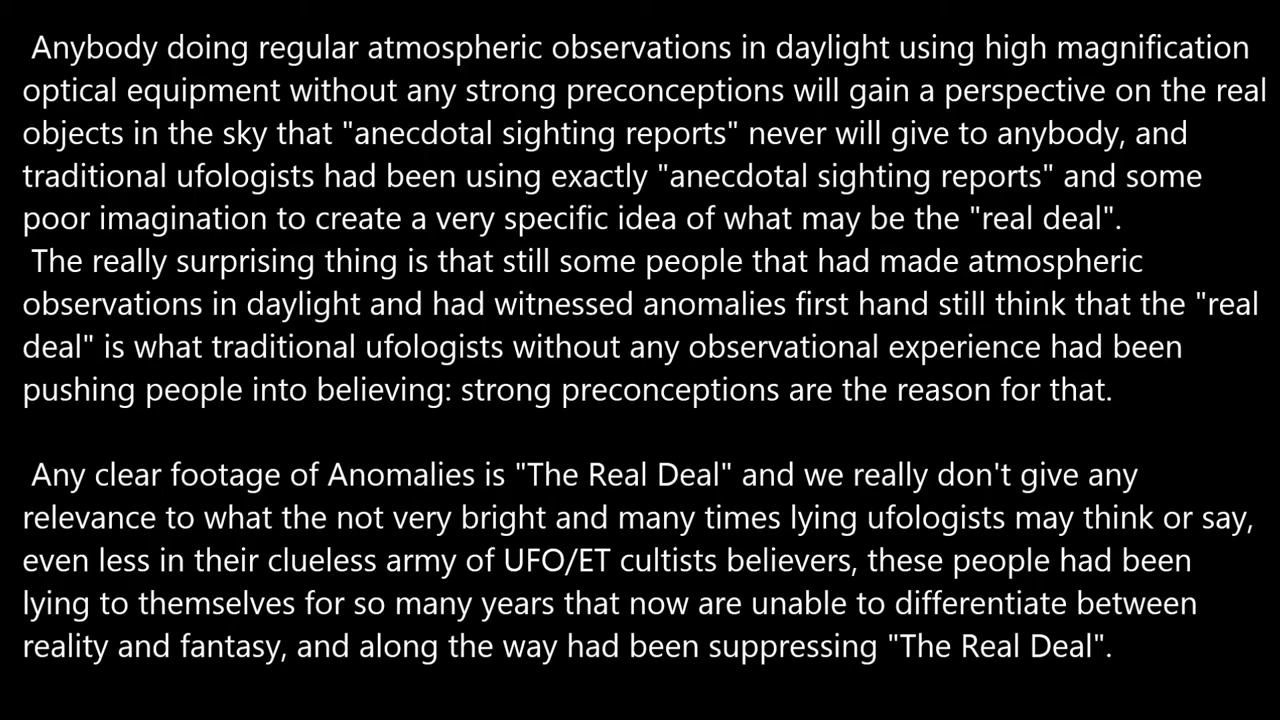 Anybody doing regular atmospheric observations in daylight using high magnification
optical equipment without any strong preconceptions will gain a perspective on the real
objects in the sky that "anecdotal sighting reports" never will give to anybody, and
traditional ufologists had been using exactly "anecdotal sighting reports" and some
poor imagination to create a very specific idea of what may be the "real deal".
The really surprising thing is that still some people that had made atmospheric
observations in daylight and had witnessed anomalies first hand still think that the "real
deal" is what traditional ufologists without any observational experience had been
pushing people into believing: strong preconceptions are the reason for that.
Any clear footage of Anomalies is "The Real Deal" and we really don't give any
relevance to what the not very bright and many times lying ufologists may think or say,
even less in their clueless army of UFO/ET cultists believers, these people had been
lying to themselves for so many years that now are unable to differentiate between
reality and fantasy, and along the way had been suppressing "The Real Deal".